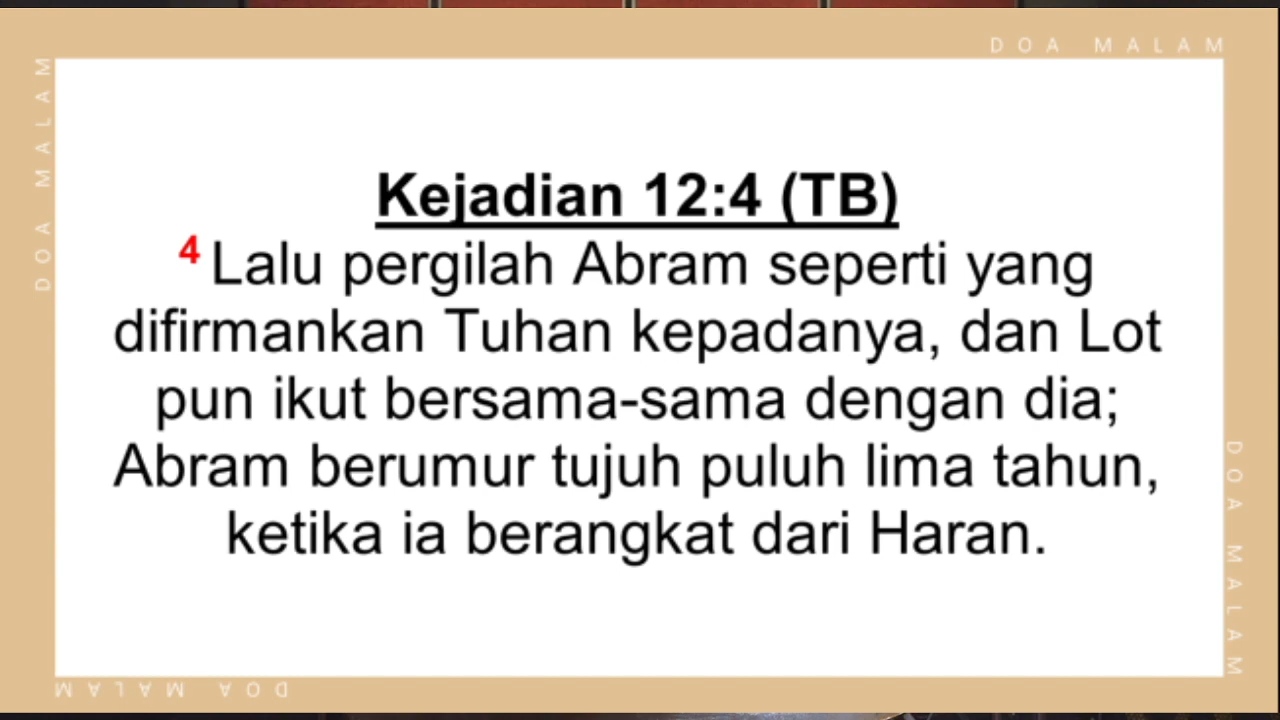 DOA MALAM
DOA MALAM
Kejadian 12:4 (TB)
4 Lalu pergilah Abram seperti yang
difirmankan Tuhan kepadanya, dan Lot
pun ikut bersama-sama dengan dia;
Abram berumur tujuh puluh lima tahun,
ketika ia berangkat dari Haran.
DOA MALAM
DOA MALAM